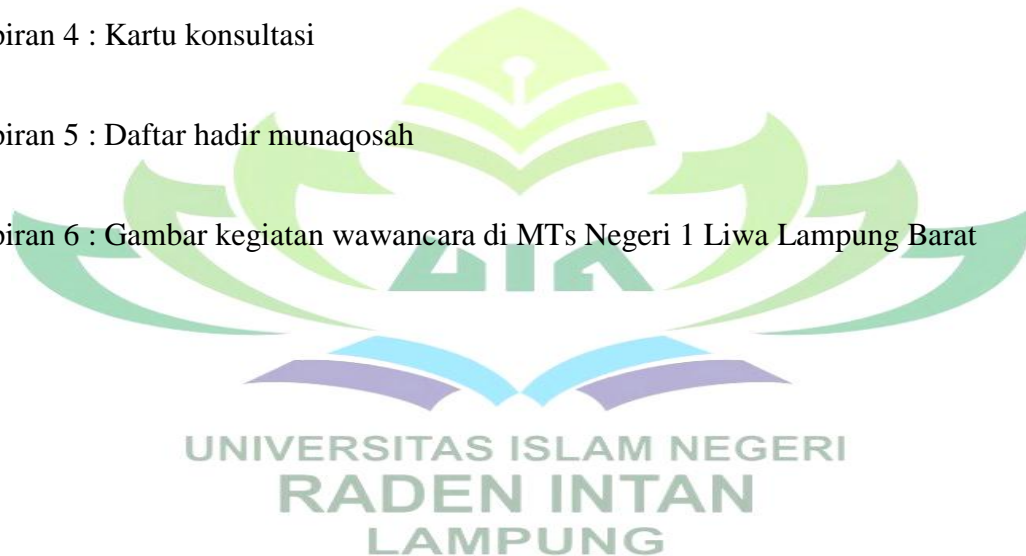 piran 4 : Kartu konsultasi
piran 5 : Daftar hadir munaqosah
piran 6 : Gambar kegiatan wawancara di MTs Negeri 1 Liwa Lampung Barat
UNIVERSITAS ISLAM NEGERI
RADEN INTAN
LAMPUNG